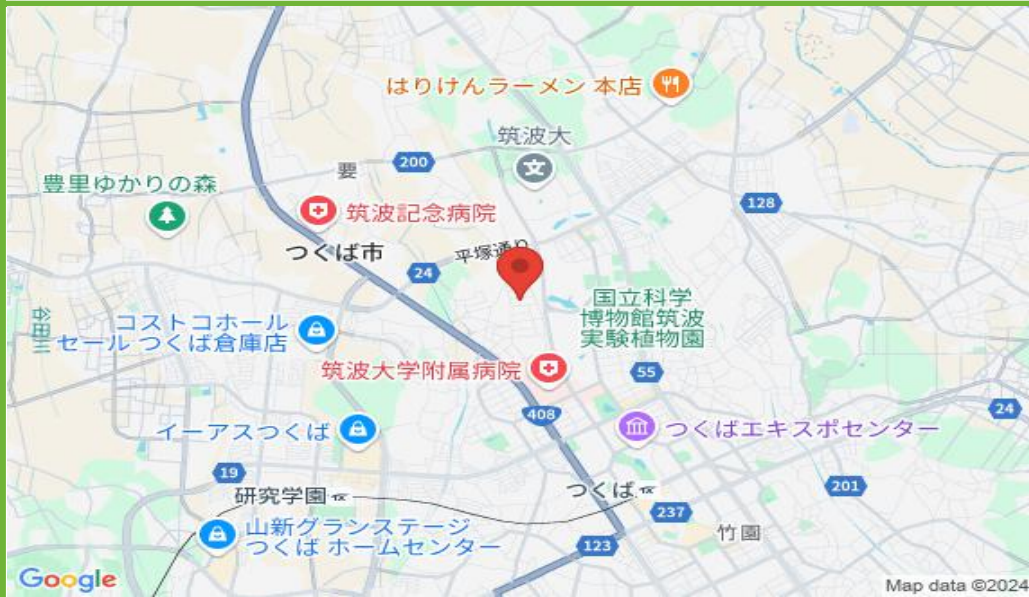 はりけんラーメン 本店
筑波大
要
200
豊里ゆかりの森
128
筑波記念病院
つくば市
平塚通り
24
谷田川
国立科学
博物館筑波
実験植物園
コストコホール
セール つくば倉庫店
筑波大学附属病院
55
408
24
イーアスつくば
つくばエキスポセンター
19
研究学園
つくば
201
237
山新グランステージ
つくば ホームセンター
竹園
123
Google
Map data ©2024